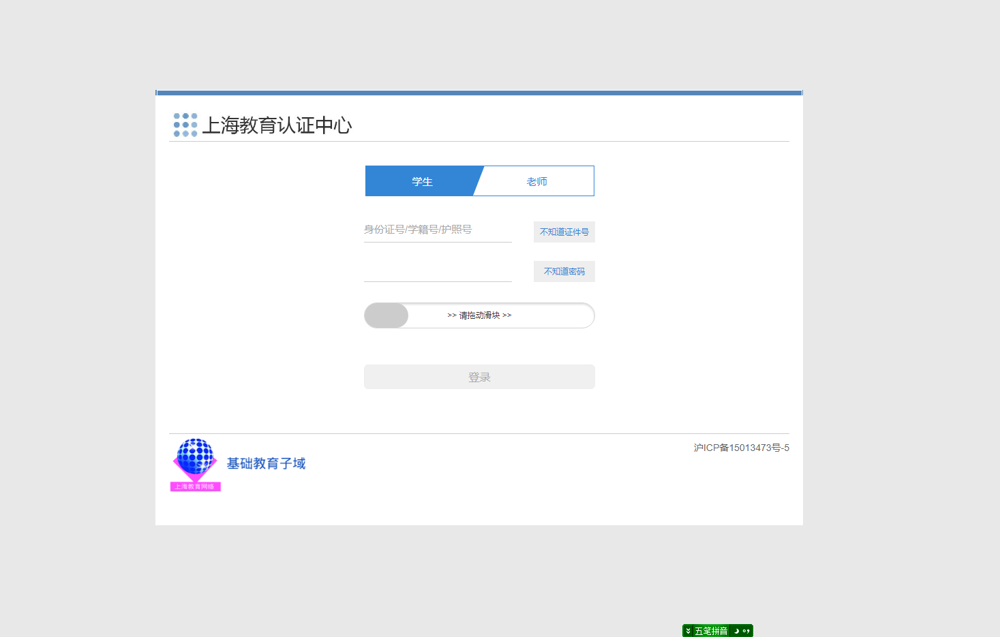 上海教育认证中心
学生 老师
身份证号/学籍号/护照号 不知道证件号
不知道密码
>> 请拖动滑块 >>
登录
沪ICP备15013473号-5
基础教育子域
上海教育网络
五笔拼音